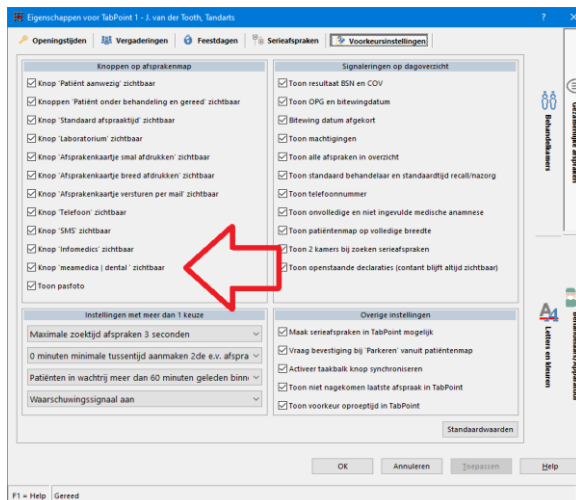 Eigenschappen voor TabPoint 1 - J. van der Tooth, Tandarts
Openingstijden
Vergaderingen
Feestdagen
Serieafspraken
Voorkeursinstellingen
Knoppen op afsprakenmap
Knop 'Patiënt aanwezig' zichtbaar
Knoppen 'Patiënt onder behandeling en gereed' zichtbaar
Knop 'Standaard afspraaktijd' zichtbaar
Knop 'Laboratorium' zichtbaar
Knop 'Afsprakenkaartje smal afdrukken' zichtbaar
Knop 'Afsprakenkaartje breed afdrukken' zichtbaar
Knop 'Afsprakenkaartje versturen per mail' zichtbaar
Knop 'Telefoon' zichtbaar
Knop 'SMS' zichtbaar
Knop 'Infomedics' zichtbaar
Knop 'meamedica | dental ' zichtbaar
Toon pasfoto
Signaleringen op dagoverzicht
Toon resultaat BSN en COV
Toon OPG en bitewingdatum
Bitewing datum afgekort
Toon machtigingen
Toon alle afspraken in overzicht
Toon standaard behandelaar en standaardtijd recall/nazorg
Toon telefoonnummer
Toon onvolledige en niet ingevulde medische anamnese
Toon patiëntenmap op volledige breedte
Toon 2 kamers bij zoeken serieafspraken
Toon openstaande declaraties (contant blijft altijd zichtbaar)
Instellingen met meer dan 1 keuze
Maximale zoektijd afspraken 3 seconden
0 minuten minimale tussentijd aanmaken 2de e.v. afspra
Patiënten in wachtrij meer dan 60 minuten geleden binn
Waarschuwingssignaal aan
Overige instellingen
Maak serieafspraken in TabPoint mogelijk
Vraag bevestiging bij 'Parkeren' vanuit patiëntenmap
Activeer taakbalk knop synchroniseren
Toon niet nagekomen laatste afspraak in TabPoint
Toon voorkeur oproeptijd in TabPoint
Standaardwaarden
Behandelkamers
Letters en kleuren
OK
Annuleren
Toepassen
Help
F1 = Help
Gereed